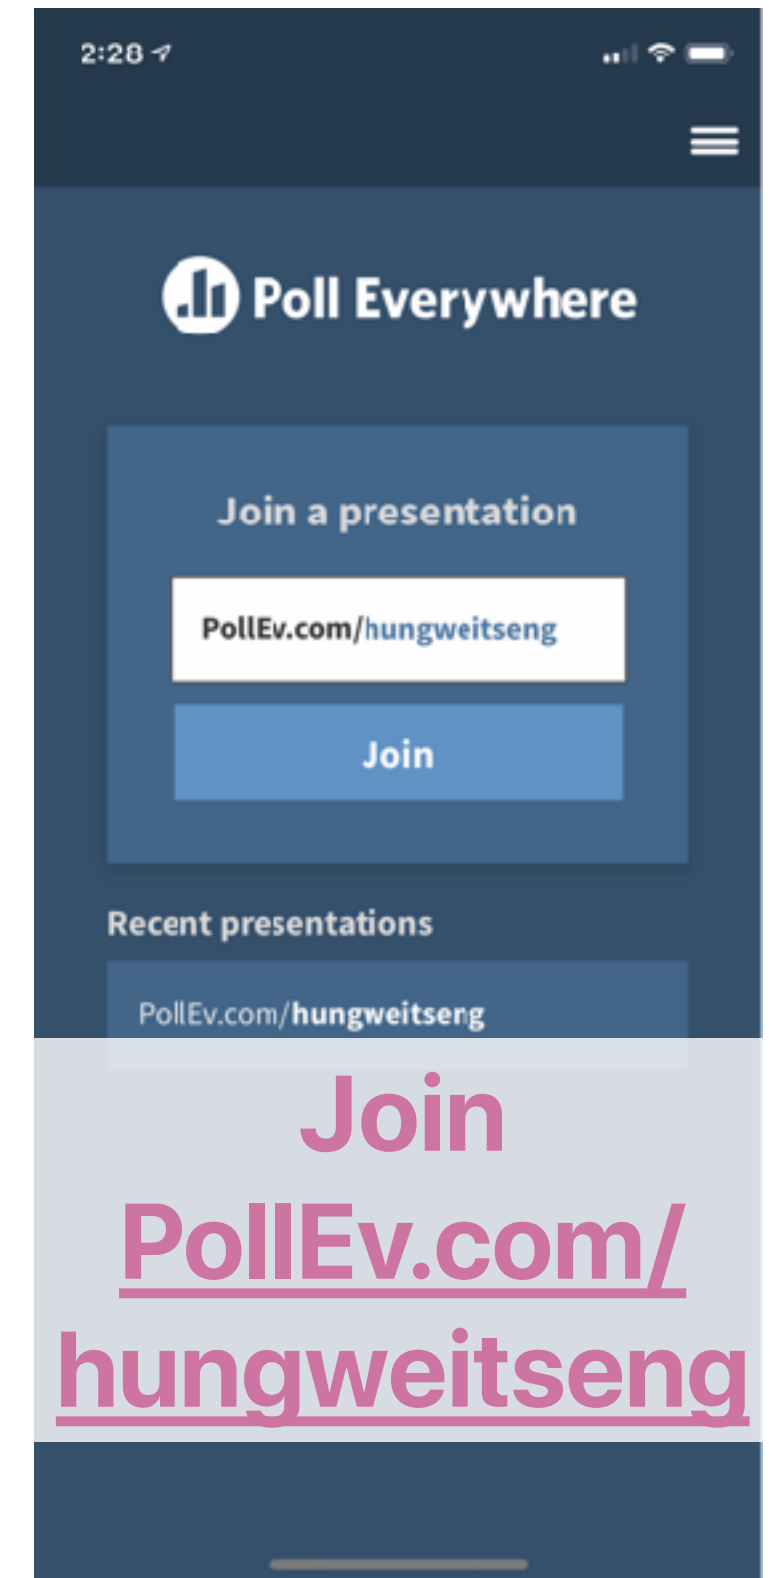 2:28
Poll Everywhere
Join a presentation
PollEv.com/hungweitseng
Join
Recent presentations
PollEv.com/hungweitseng
Join
PollEv.com/
hungweitseng